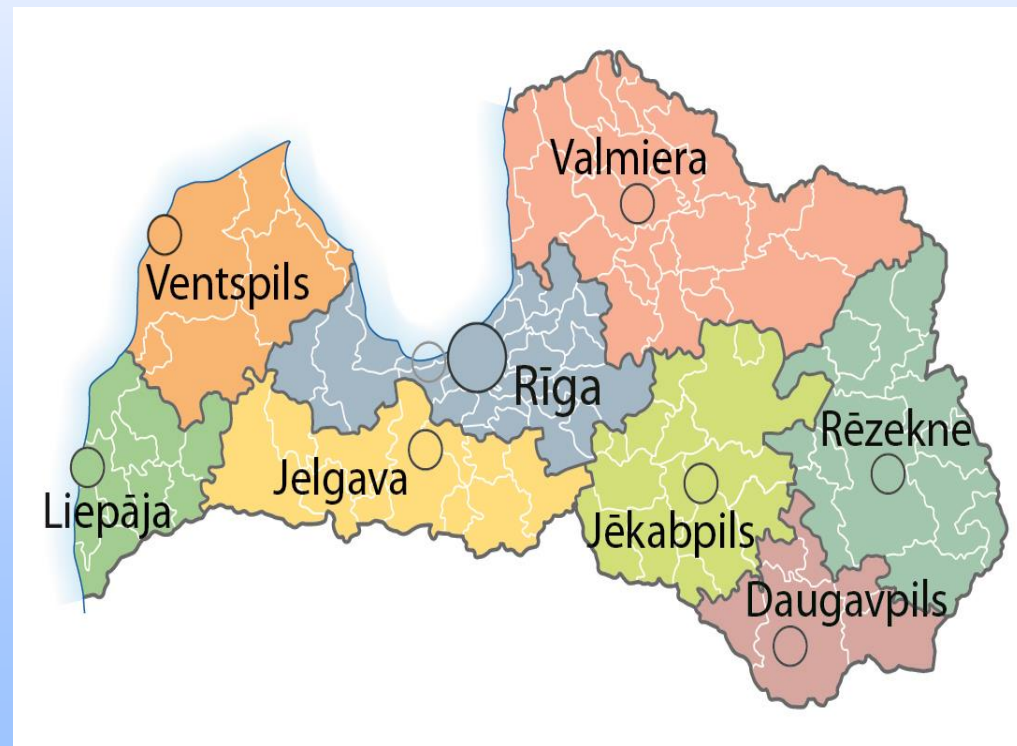 Valmiera
Ventspils
Rīga
Rēzekne
Jelgava
Liepāja
Jēkabpils
Daugavpils